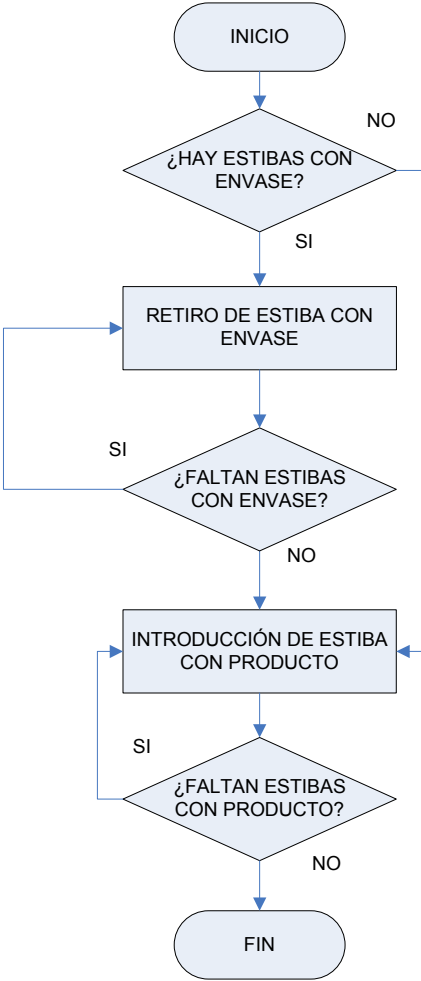 INICIO
NO
¿HAY ESTIBAS CON
ENVASE?
SI
RETIRO DE ESTIBA CON
ENVASE
SI
¿FALTAN ESTIBAS
CON ENVASE?
NO
INTRODUCCIÓN DE ESTIBA
CON PRODUCTO
SI
¿FALTAN ESTIBAS
CON PRODUCTO?
NO
FIN